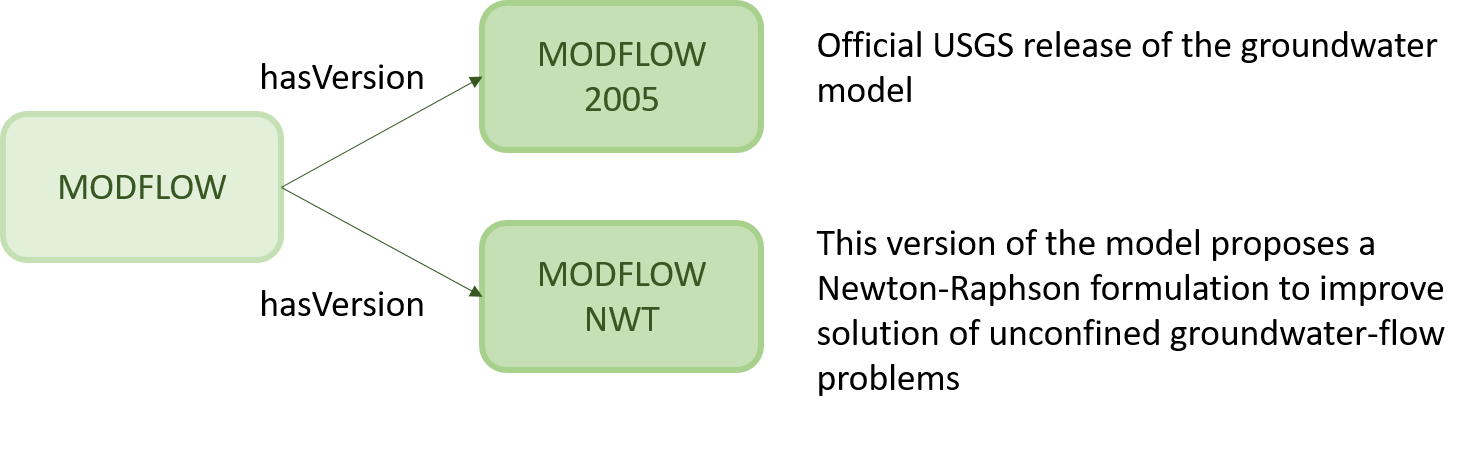 hasVersion
MODFLOW
2005
Official USGS release of the groundwater
model
MODFLOW
hasVersion
MODFLOW
NWT
This version of the model proposes a
Newton-Raphson formulation to improve
solution of unconfined groundwater-flow
problems